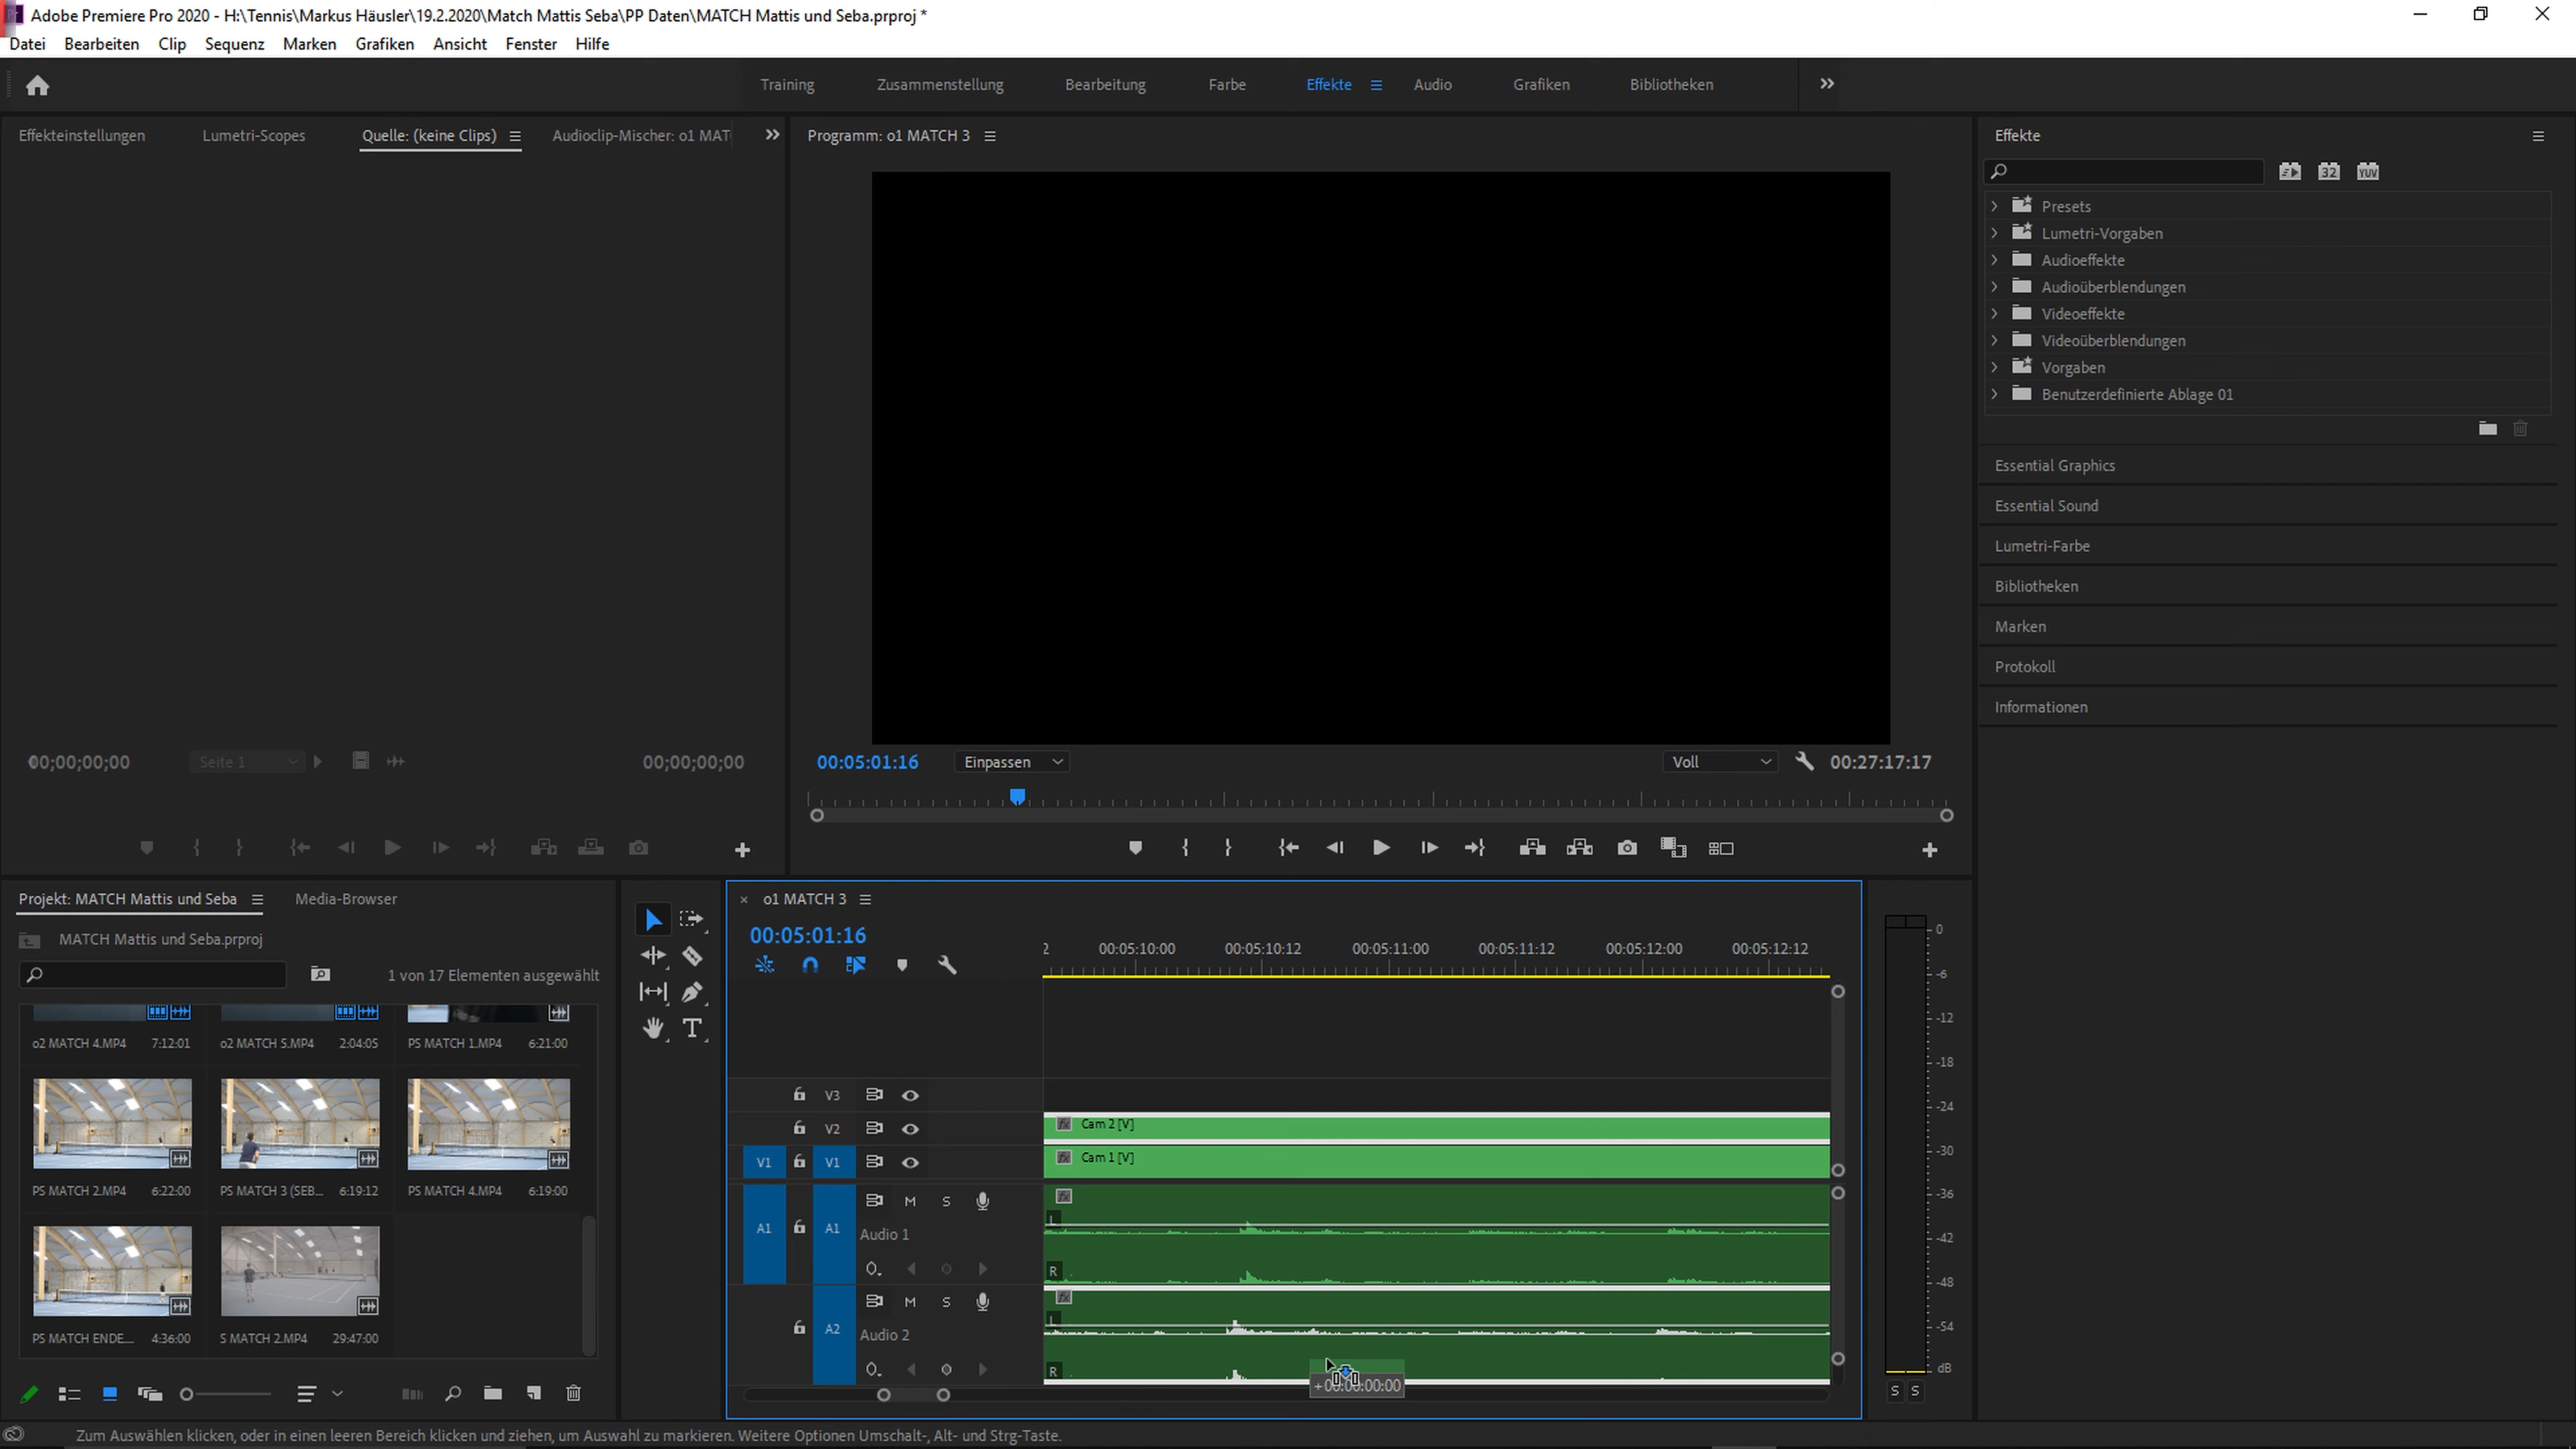 Adobe Premiere Pro 2020 - H:\Tennis\Markus Häusler\19.2.2020\Match Mattis Seba\PP Daten\MATCH Mattis und Seba.prproj *
Datei Bearbeiten Clip Sequenz Marken Grafiken Ansicht Fenster Hilfe
Training Zusammenstellung Bearbeitung Farbe Effekte Audio Grafiken Bibliotheken
Effekteinstellungen Lumetri-Scopes Quelle: (keine Clips) Audioclip-Mischer: o1 MAT
Programm: o1 MATCH 3
Effekte
32 YUV
Presets
Lumetri-Vorgaben
Audioeffekte
Audioüberblendungen
Videoeffekte
Videoüberblendungen
Vorgaben
Benutzerdefinierte Ablage 01
Essential Graphics
Essential Sound
Lumetri-Farbe
Bibliotheken
Marken
Protokoll
Informationen
00;00;00;00 Seite 1 00;00;00;00
00:05:01:16 Einpassen Voll 00:27:17:17
Projekt: MATCH Mattis und Seba Media-Browser
MATCH Mattis und Seba.prproj
1 von 17 Elementen ausgewählt
o2 MATCH 4.MP4 7:12:01 o2 MATCH 5.MP4 2:04:05 PS MATCH 1.MP4 6:21:00
PS MATCH 2.MP4 6:22:00 PS MATCH 3 (SEB... 6:19:12 PS MATCH 4.MP4 6:19:00
PS MATCH ENDE.... 4:36:00 S MATCH 2.MP4 29:47:00
o1 MATCH 3
00:05:01:16
2 00:05:10:00 00:05:10:12 00:05:11:00 00:05:11:12 00:05:12:00 00:05:12:12
V3
V2 fx Cam 2 [V]
V1 V1 fx Cam 1 [V]
A1 A1 M S fx
Audio 1 L
R
A2 M S fx
Audio 2 L
R
+00:00:00:00
0
-6
-12
-18
-24
-30
-36
-42
-48
-54
dB
S S
Zum Auswählen klicken, oder in einen leeren Bereich klicken und ziehen, um Auswahl zu markieren. Weitere Optionen Umschalt-, Alt- und Strg-Taste.